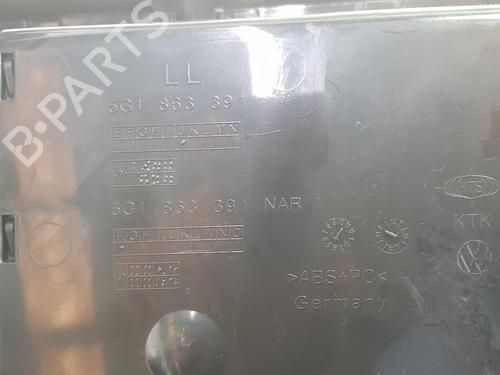 B-PARTS
LL
5G1.863.391
E F G H I J K L M N
5G1.863.391 NAR
F G H I J K L M N O
KTS
KTK
>ABS+PC<
Germany